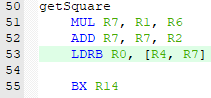 50 getSquare
51 MUL R7, R1, R6
52 ADD R7, R7, R2
53 LDRB R0, [R4, R7]
54
55 BX R14